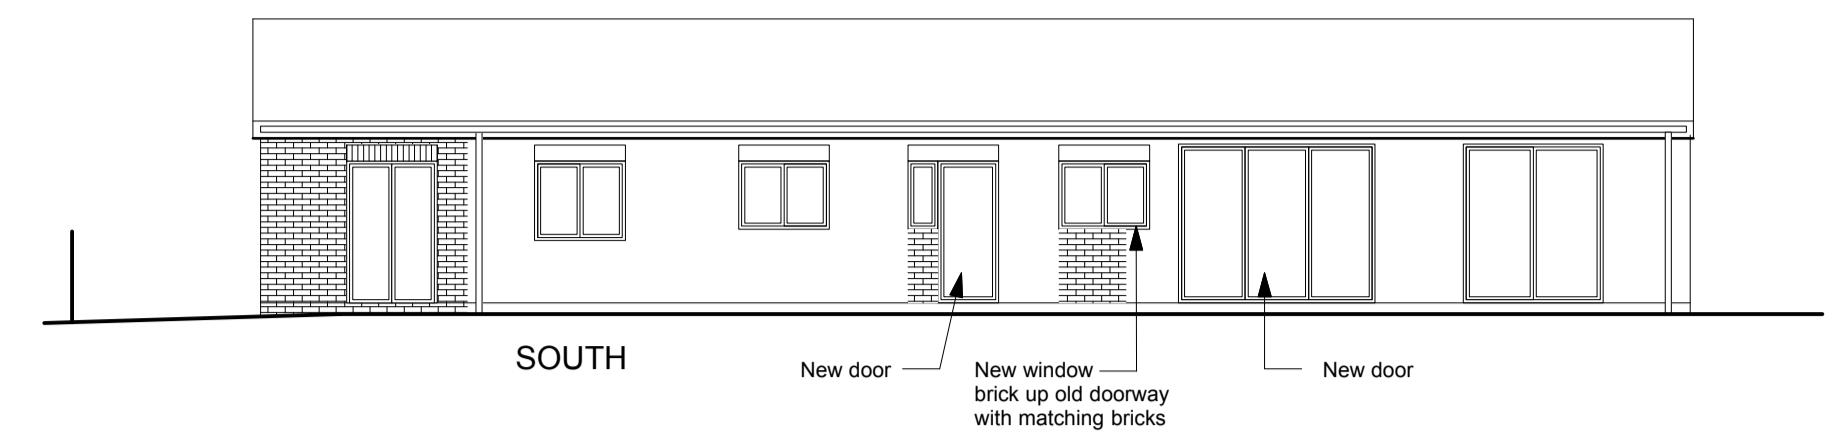 SOUTH
New door
New window
brick up old doorway
with matching bricks
New door